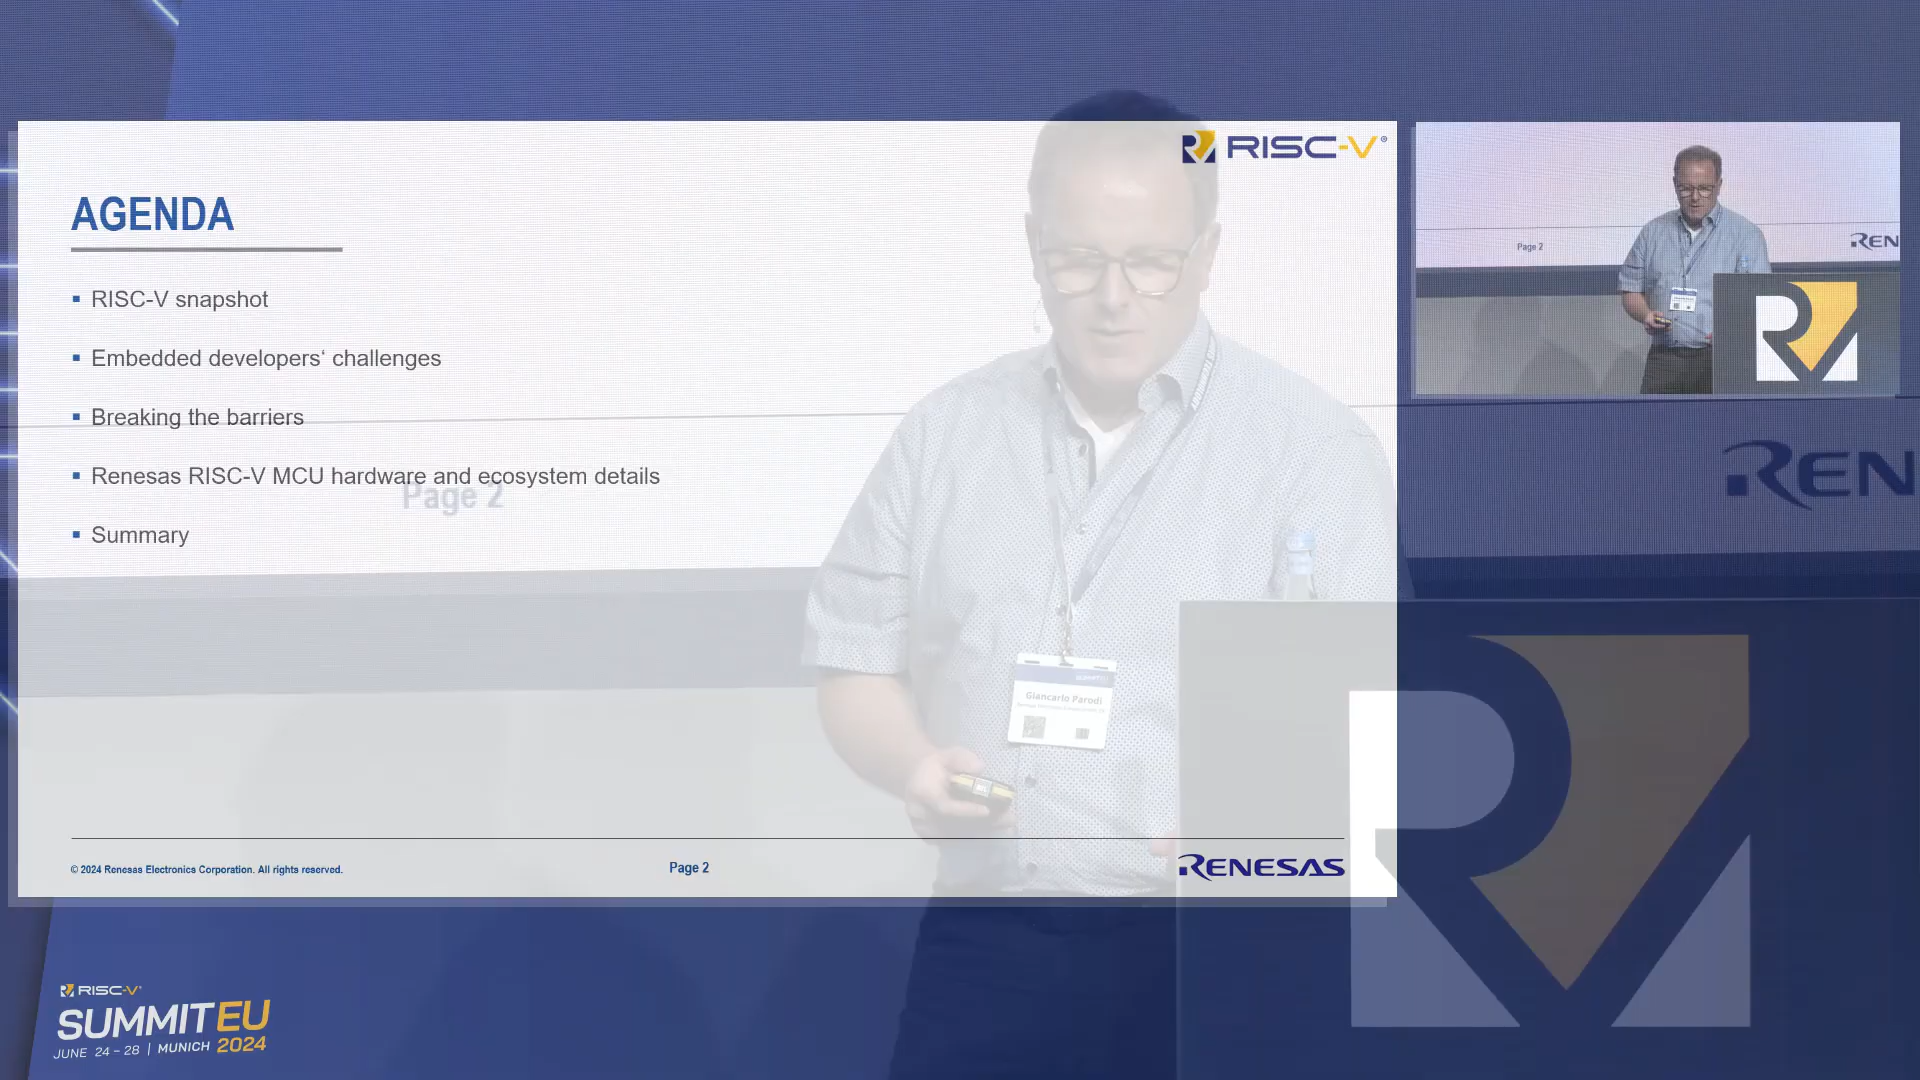 RISC-V®
AGENDA
RISC-V snapshot
Embedded developers‘ challenges
Breaking the barriers
Renesas RISC-V MCU hardware and ecosystem details
Summary
Page 2
© 2024 Renesas Electronics Corporation. All rights reserved.
Page 2
RENESAS
Page 2
REN
REN
SUMMIT EU
Giancarlo Parodi
RISC-V
SUMMIT EU
JUNE 24 – 28 | MUNICH 2024